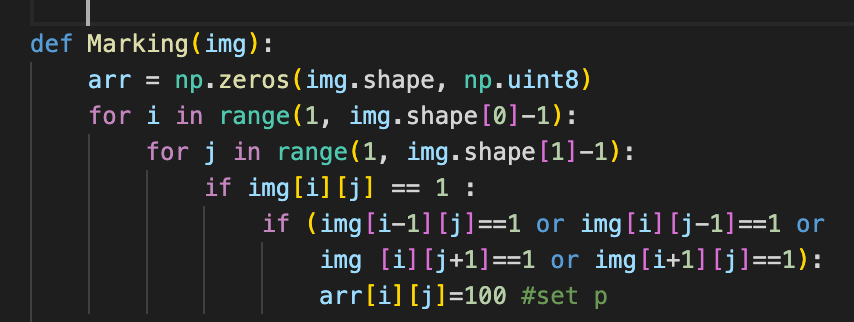 def Marking(img):
    arr = np.zeros(img.shape, np.uint8)
    for i in range(1, img.shape[0]-1):
        for j in range(1, img.shape[1]-1):
            if img[i][j] == 1 :
                if (img[i-1][j]==1 or img[i][j-1]==1 or
                    img [i][j+1]==1 or img[i+1][j]==1):
                    arr[i][j]=100 #set p